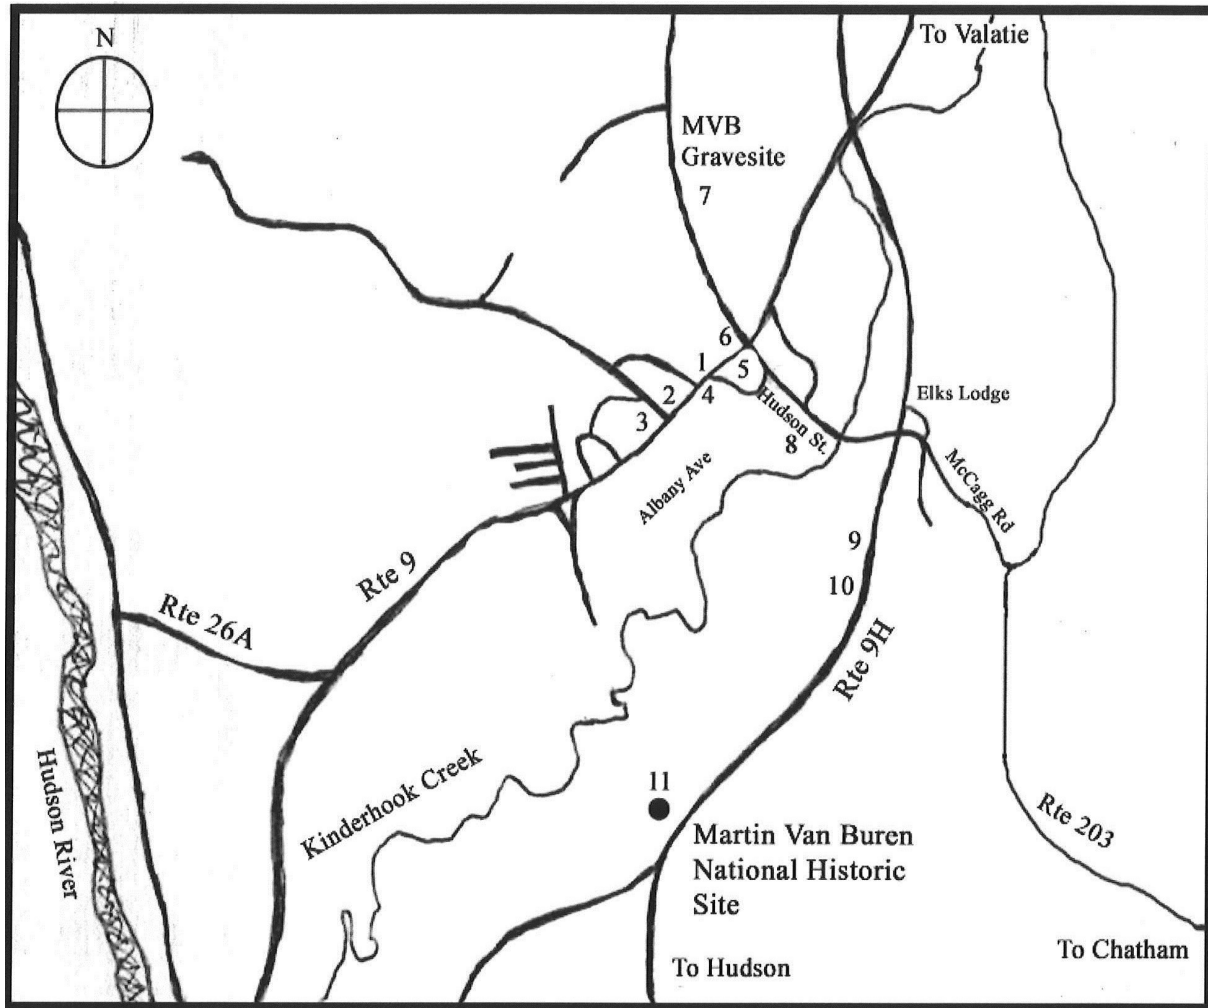 N
To Valatie
MVB
Gravesite
7
6
1
5
2
4
3
Hudson St.
8
Elks Lodge
McCagg Rd
Albany Ave
9
10
Rte 9
Rte 26A
Rte 9H
Kinderhook Creek
Hudson River
11
Martin Van Buren
National Historic
Site
Rte 203
To Hudson
To Chatham